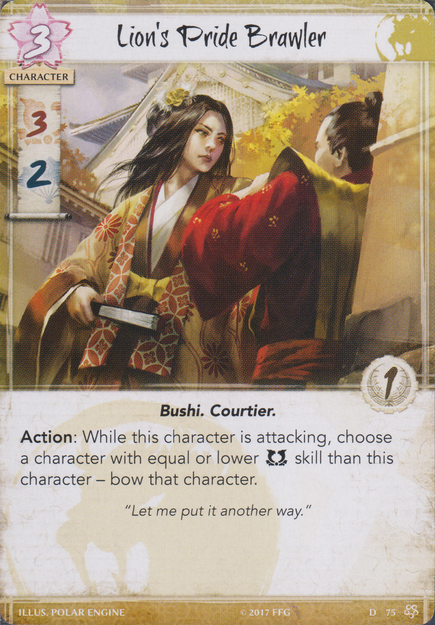 3
Lion's Pride Brawler
CHARACTER
3
2
1
Bushi. Courtier.
Action: While this character is attacking, choose
a character with equal or lower skill than this
character – bow that character.
"Let me put it another way."
ILLUS. POLAR ENGINE © 2017 FFG D 75